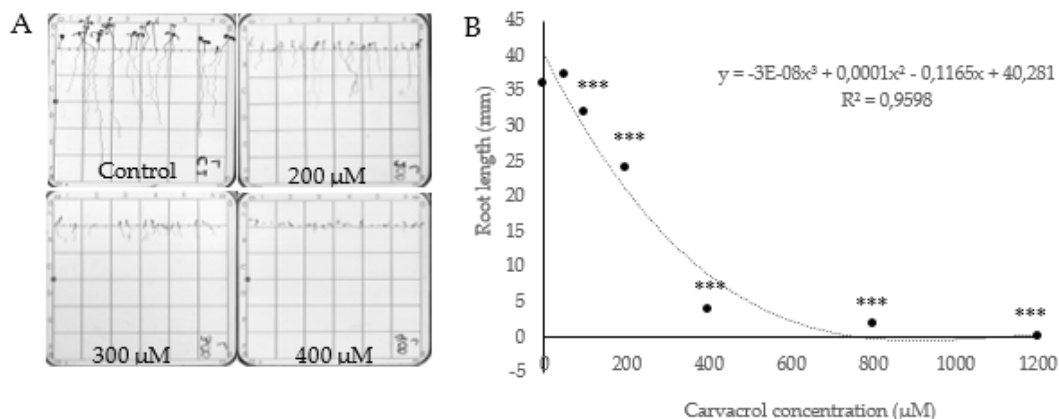 A
Control
200 µM
300 µM
400 µM
B
y = -3E-08x³ + 0,0001x² - 0,1165x + 40,281
R² = 0,9598
Root length (mm)
45
40
35
30
25
20
15
10
5
0
-5
***
***
***
***
***
0
200
400
600
800
1000
1200
Carvacrol concentration (µM)